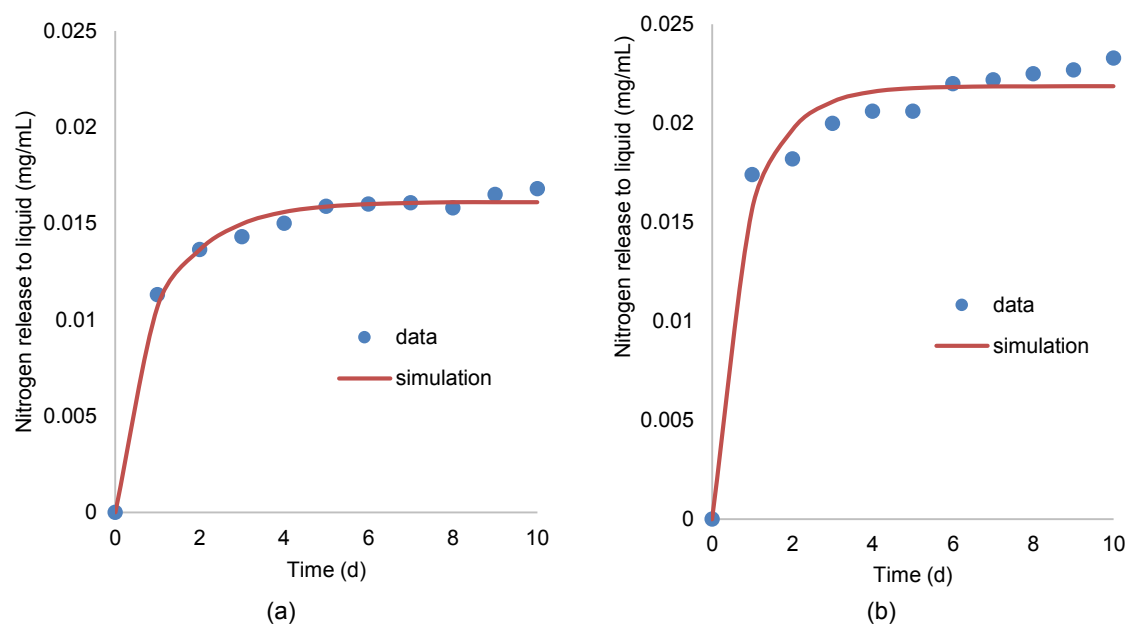 Nitrogen release to liquid (mg/mL)
0.025
0.02
0.015
0.01
0.005
0
0 2 4 6 8 10
Time (d)
data
simulation
(a)
Nitrogen release to liquid (mg/mL)
0.025
0.02
0.015
0.01
0.005
0
0 2 4 6 8 10
Time (d)
data
simulation
(b)